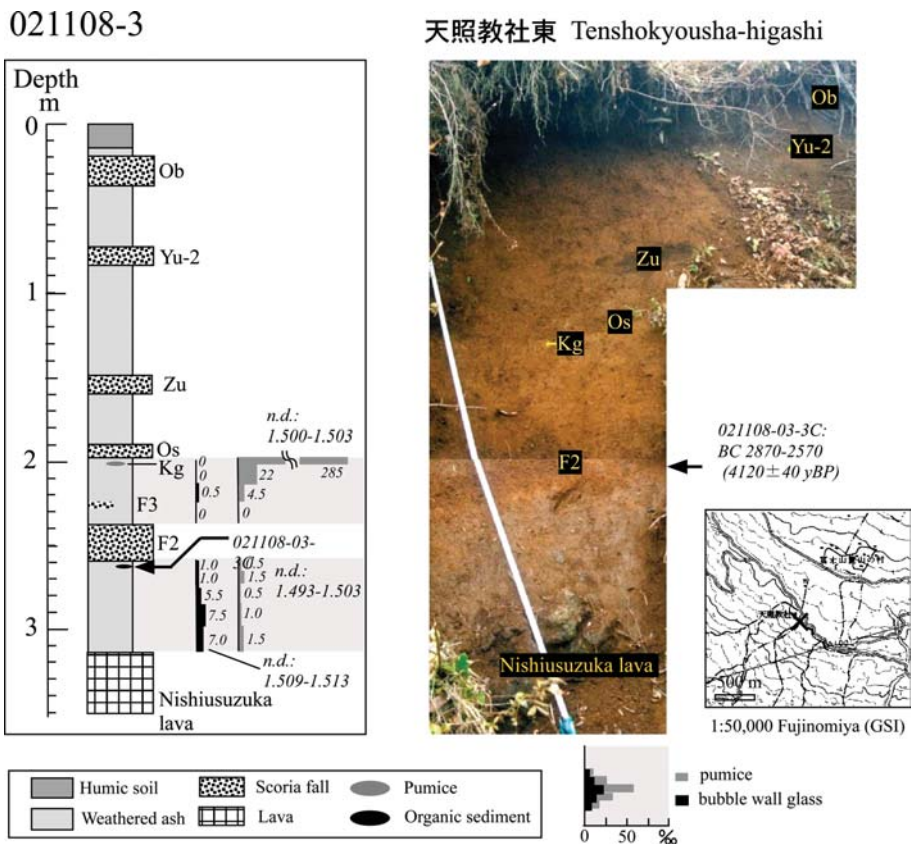 021108-3
天照教社東 Tenshokyousha-higashi
Depth
m
0
Ob
Yu-2
1
Zu
n.d.:
1.500-1.503
Os
Kg
2
0
0
0.5
0
285
22
4.5
0
F3
F2
021108-03-
3C
1.0
1.0
5.5
7.5
7.0
0.5
1.5
0.5
1.0
1.5
n.d.:
1.493-1.503
3
n.d.:
1.509-1.513
Nishiusuzuka
lava
Ob
Yu-2
Zu
Os
Kg
F2
Nishiusuzuka lava
021108-03-3C:
BC 2870-2570
(4120±40 yBP)
天照教社
500 m
1:50,000 Fujinomiya (GSI)
Humic soil
Scoria fall
Pumice
Weathered ash
Lava
Organic sediment
pumice
bubble wall glass
0 50 ‰